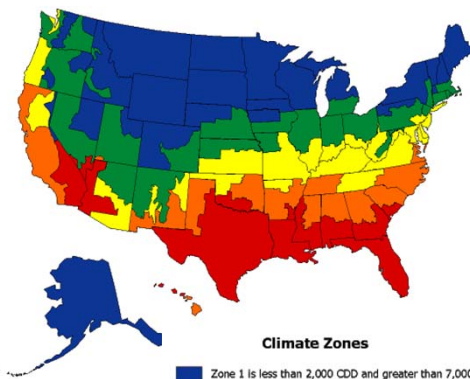 Climate Zones
Zone 1 is less than 2,000 CDD and greater than 7,000